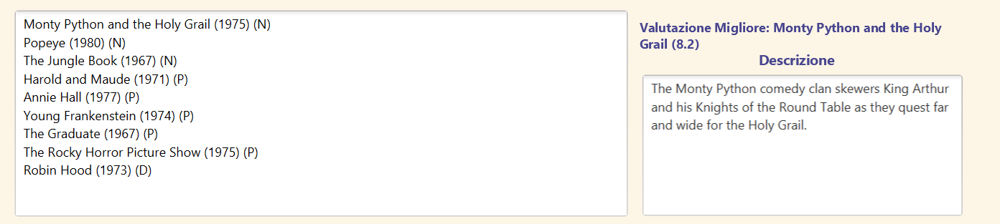 Monty Python and the Holy Grail (1975) (N)
Popeye (1980) (N)
The Jungle Book (1967) (N)
Harold and Maude (1971) (P)
Annie Hall (1977) (P)
Young Frankenstein (1974) (P)
The Graduate (1967) (P)
The Rocky Horror Picture Show (1975) (P)
Robin Hood (1973) (D)
Valutazione Migliore: Monty Python and the Holy
Grail (8.2)
Descrizione
The Monty Python comedy clan skewers King Arthur
and his Knights of the Round Table as they quest far
and wide for the Holy Grail.